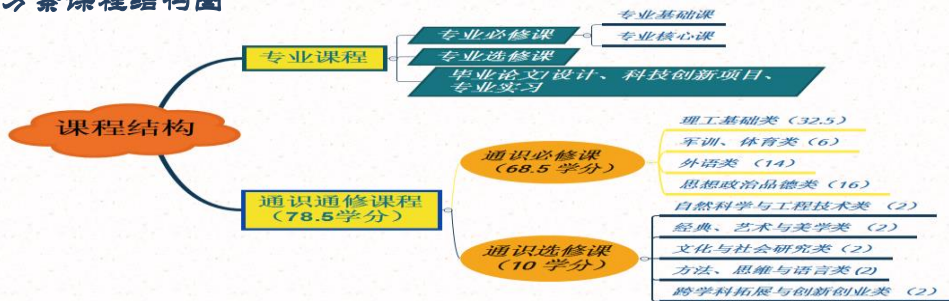 方案课程结构图
课程结构
专业课程
专业必修课
专业基础课
专业核心课
专业选修课
毕业论文/设计、科技创新项目、
专业实习
通识通修课程
(78.5学分)
通识必修课
(68.5 学分)
理工基础类 (32.5)
军训、体育类 (6)
外语类 (14)
思想政治品德类 (16)
通识选修课
(10 学分)
自然科学与工程技术类 (2)
经典、艺术与美学类 (2)
文化与社会研究类 (2)
方法、思维与语言类 (2)
跨学科拓展与创新创业类 (2)